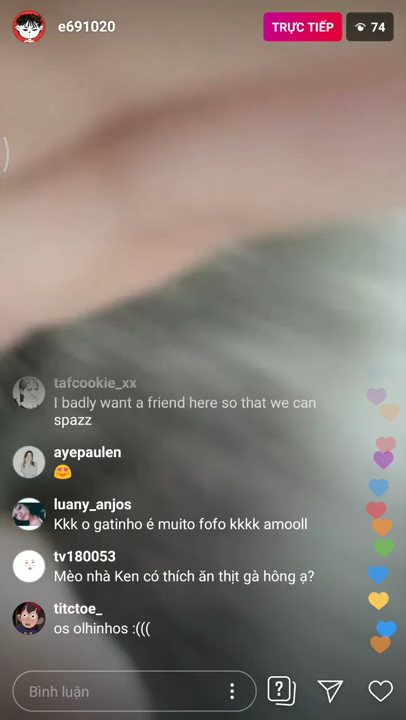 e691020
TRỰC TIẾP
74
tafcookie_xx
I badly want a friend here so that we can
spazz
ayepaulen
😍
luany_anjos
Kkk o gatinho é muito fofo kkkk amooll
tv180053
Mèo nhà Ken có thích ăn thịt gà hông ạ?
titctoe_
os olhinhos :(((
Bình luận